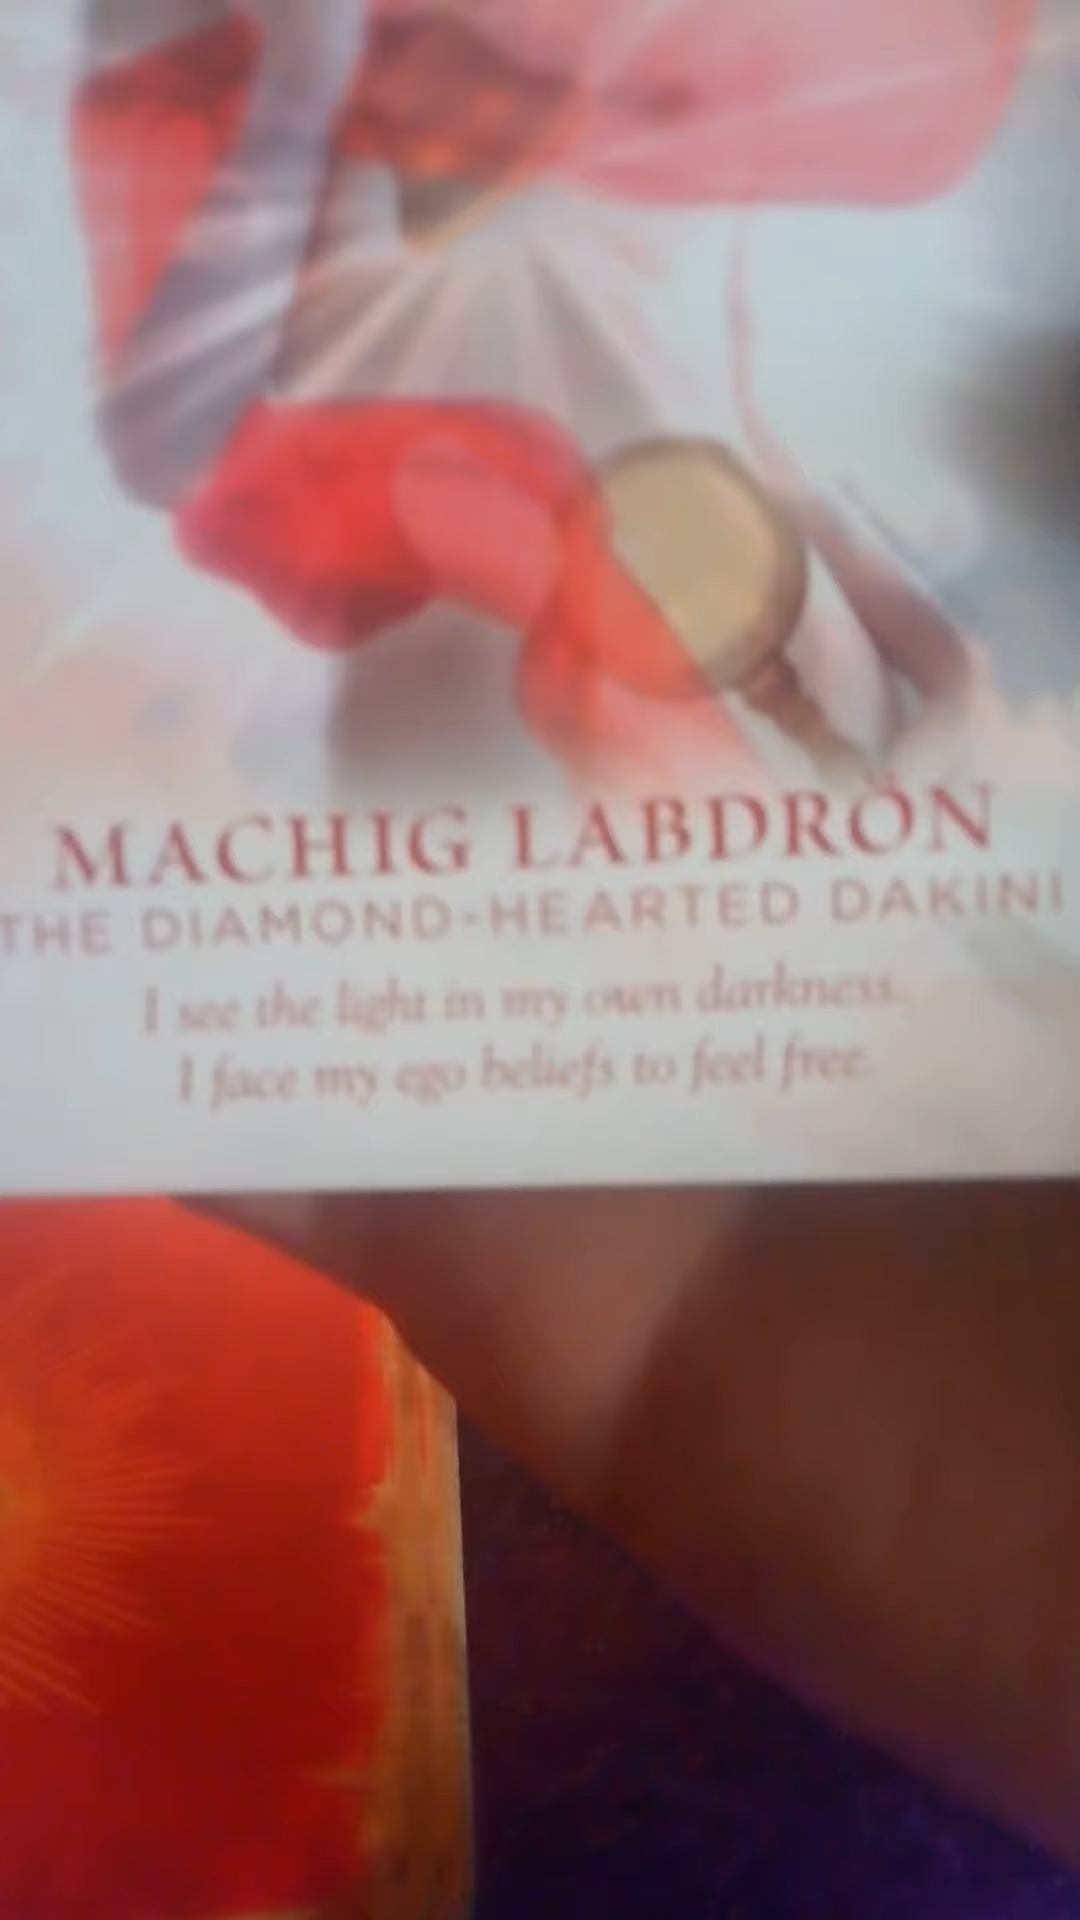 MACHIG LABDRÖN
THE DIAMOND-HEARTED DAKINI
I see the light in my own darkness.
I face my ego beliefs to feel free.